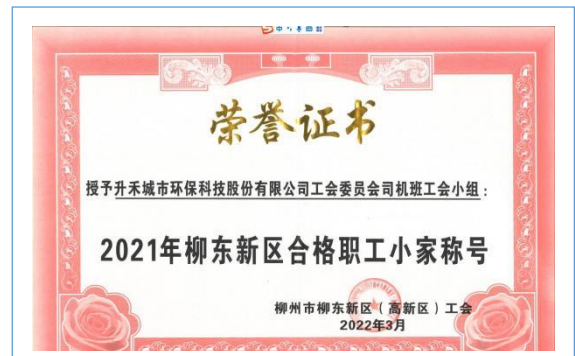 荣誉证书
授予升禾城市环保科技股份有限公司工会委员会司机班工会小组：
2021年柳东新区合格职工小家称号
柳州市柳东新区（高新区）工会
2022年3月